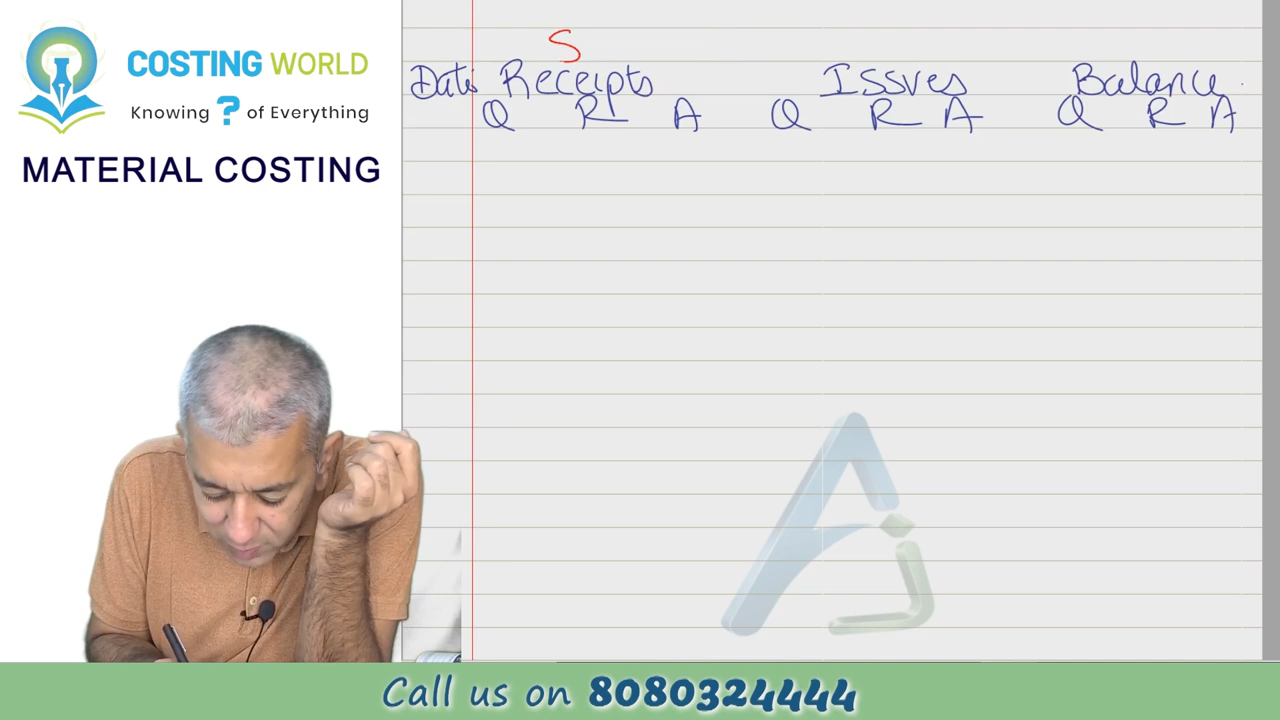 COSTING WORLD
Knowing ? of Everything
MATERIAL COSTING
S
Date Receipts Issues Balance
Q R A Q R A Q R A
Call us on 8080324444